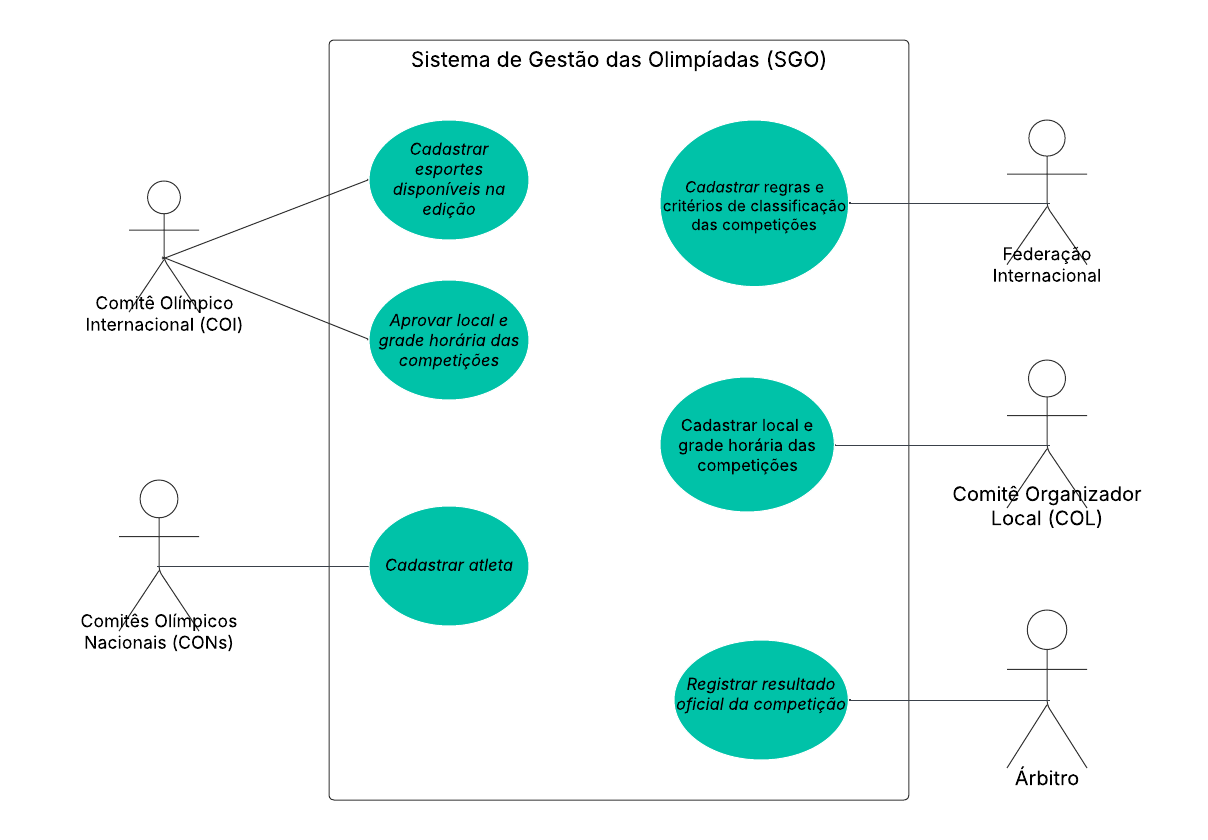 Sistema de Gestão das Olimpíadas (SGO)
Cadastrar
esportes
disponíveis na
edição
Cadastrar regras e
critérios de classificação
das competições
Federação
Internacional
Comitê Olímpico
Internacional (COI)
Aprovar local e
grade horária das
competições
Cadastrar local e
grade horária das
competições
Comitê Organizador
Local (COL)
Cadastrar atleta
Comitês Olímpicos
Nacionais (CONs)
Registrar resultado
oficial da competição
Árbitro